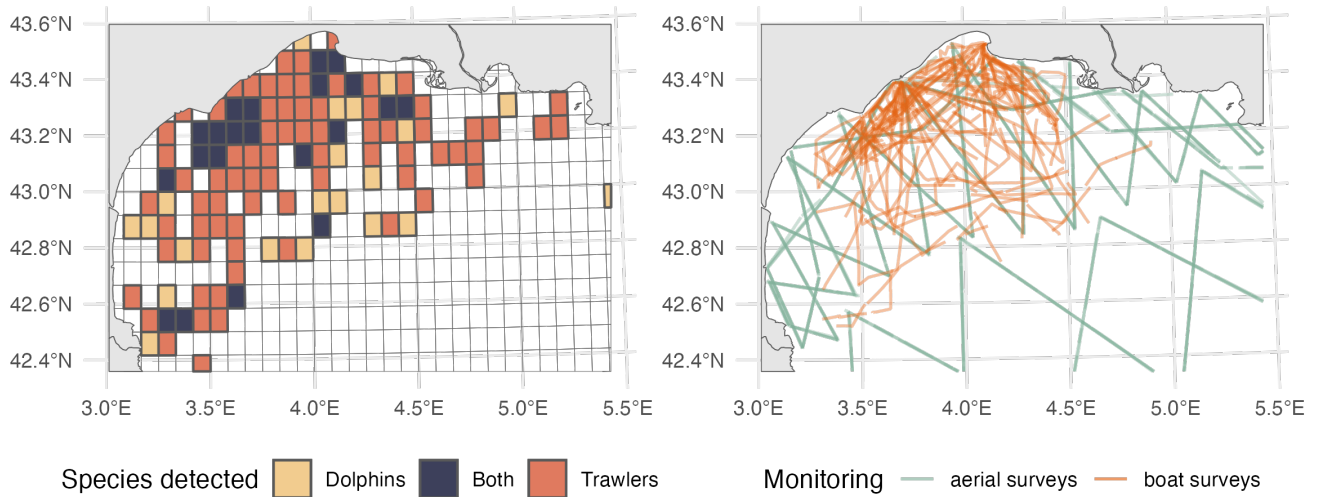 43.6°N
43.4°N
43.2°N
43.0°N
42.8°N
42.6°N
42.4°N
3.0°E 3.5°E 4.0°E 4.5°E 5.0°E 5.5°E
Species detected Dolphins Both Trawlers
43.6°N
43.4°N
43.2°N
43.0°N
42.8°N
42.6°N
42.4°N
3.0°E 3.5°E 4.0°E 4.5°E 5.0°E 5.5°E
Monitoring aerial surveys boat surveys